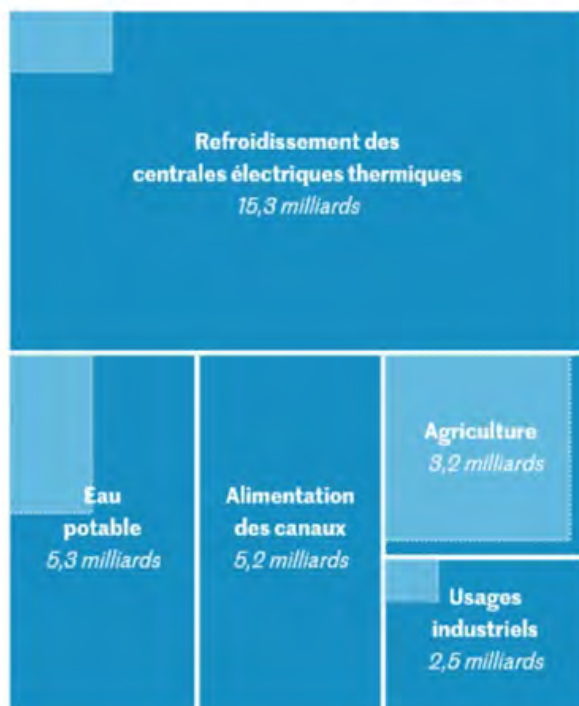 Refroidissement des
centrales électriques thermiques
15,3 milliards
Eau
potable
5,3 milliards
Alimentation
des canaux
5,2 milliards
Agriculture
3,2 milliards
Usages
industriels
2,5 milliards